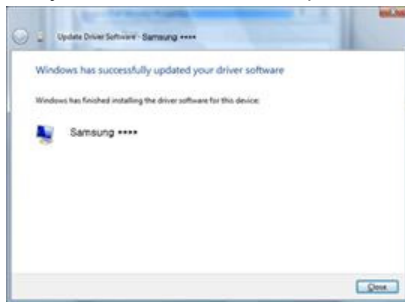 Update Driver Software - Samsung ****
Windows has successfully updated your driver software
Windows has finished installing the driver software for this device:
Samsung ****
Close